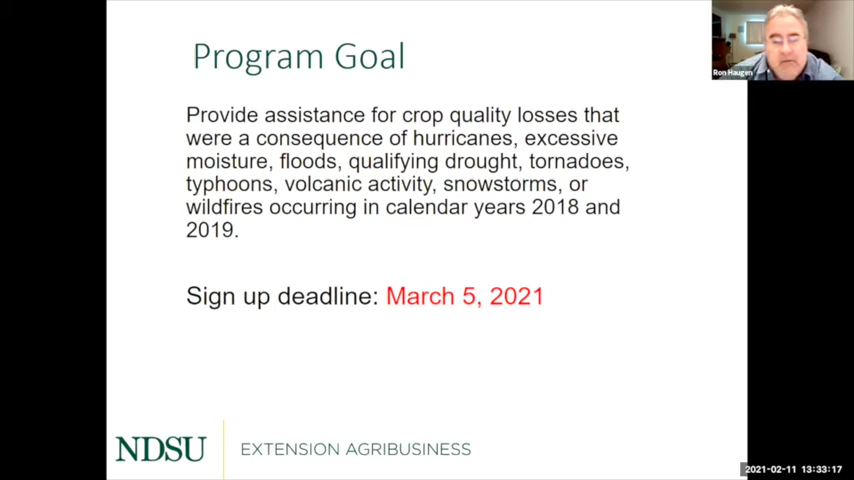 Program Goal
Provide assistance for crop quality losses that
were a consequence of hurricanes, excessive
moisture, floods, qualifying drought, tornadoes,
typhoons, volcanic activity, snowstorms, or
wildfires occurring in calendar years 2018 and
2019.
Sign up deadline: March 5, 2021
NDSU
EXTENSION AGRIBUSINESS
Ron Haugen
2021-02-11 13:33:17